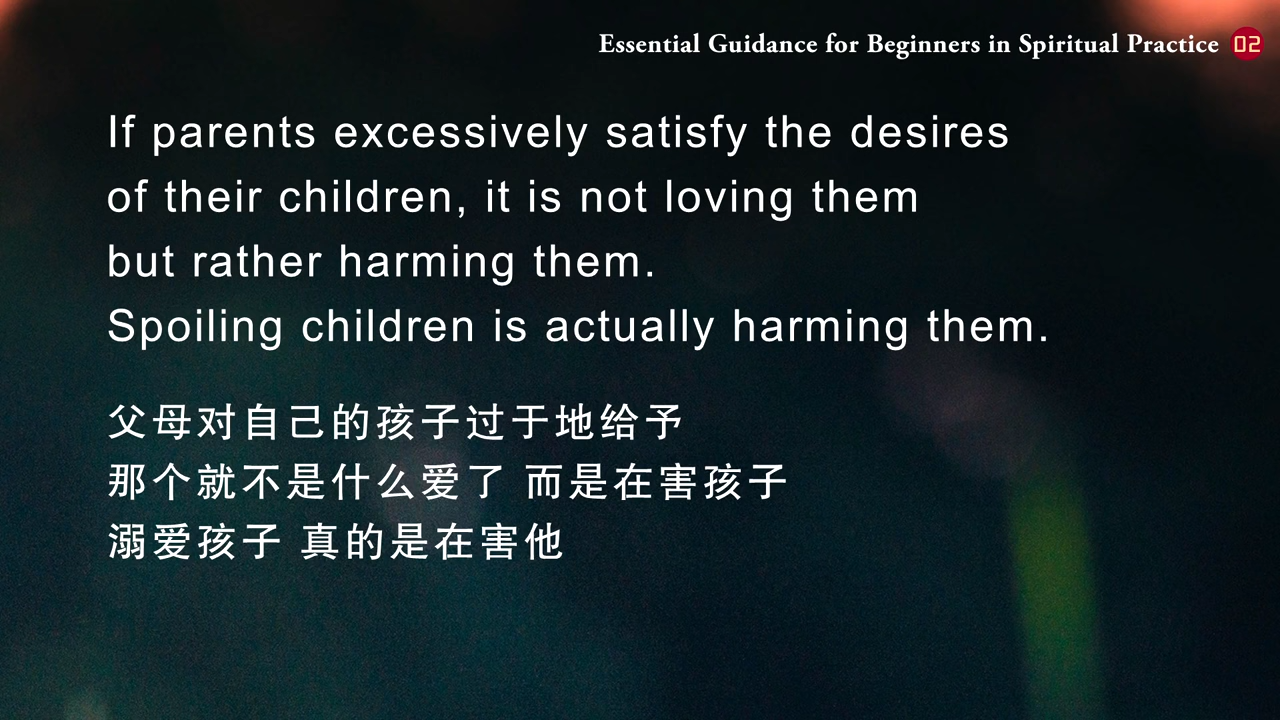 Essential Guidance for Beginners in Spiritual Practice 02
If parents excessively satisfy the desires
of their children, it is not loving them
but rather harming them.
Spoiling children is actually harming them.
父母对自己的孩子过于地给予
那个就不是什么爱了 而是在害孩子
溺爱孩子 真的是在害他